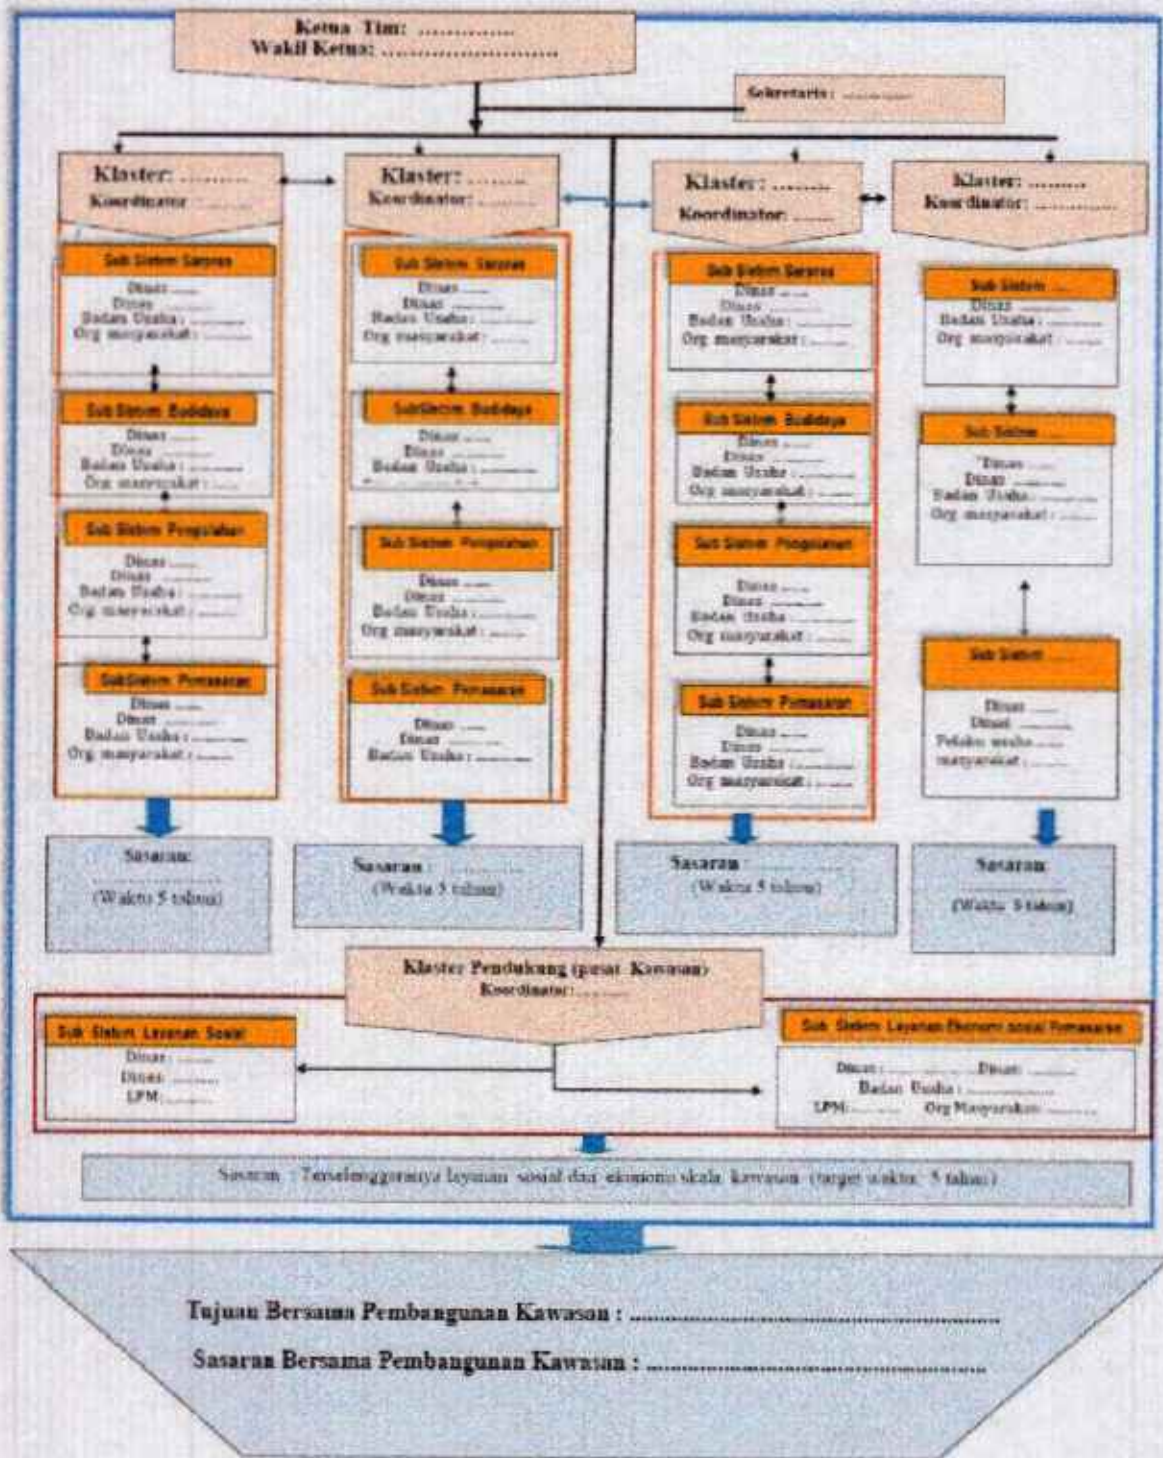 Ketua Tim: ..............
Wakil Ketua: ..........................
Sekretaris: ............
Klaster: .........
Koordinator : ........
Klaster: ........
Koordinator: .........
Klaster: ........
Koordinator: ......
Klaster: .........
Koordinator: .............
Sub Sistem Sarpras
Dinas ......
Dinas ..........
Badan Usaha: ............
Org masyarakat: ........
Sub Sistem Budidaya
Dinas ......
Dinas ..........
Badan Usaha: ............
Org masyarakat: ........
Sub Sistem Pengolahan
Dinas ......
Dinas ..........
Badan Usaha: ............
Org masyarakat: ........
SubSistem Pemasaran
Dinas ......
Dinas ..........
Badan Usaha: ............
Org masyarakat: ........
Sub Sistem Sarpras
Dinas ......
Dinas ..........
Badan Usaha: ............
Org masyarakat: ........
SubSistem Budidaya
Dinas ......
Dinas ..........
Badan Usaha: ............
Sub Sistem Pengolahan
Dinas ......
Dinas ..........
Badan Usaha: ............
Org masyarakat: ........
Sub Sistem Pemasaran
Dinas ......
Dinas ..........
Badan Usaha: ............
Sub Sistem Sarpras
Dinas ......
Dinas ..........
Badan Usaha: ............
Org masyarakat: ........
Sub Sistem Budidaya
Dinas ......
Dinas ..........
Badan Usaha: ............
Org masyarakat: ........
Sub Sistem Pengolahan
Dinas ......
Dinas ..........
Badan Usaha: ............
Org masyarakat: ........
Sub Sistem Pemasaran
Dinas ......
Dinas ..........
Badan Usaha: ............
Org masyarakat: ........
Sub Sistem ....
Dinas ..........
Badan Usaha: ............
Org masyarakat: ........
Sub Sistem ....
Dinas ......
Dinas ..........
Badan Usaha: ............
Org masyarakat: ........
Sub Sistem ....
Dinas ......
Dinas ..........
Pelaku usaha ......
masyarakat: ........
Sasaran:
......................
(Waktu 5 tahun)
Sasaran : ..................
(Waktu 5 tahun)
Sasaran : ..................
(Waktu 5 tahun)
Sasaran
......................
(Waktu 5 tahun)
Klaster Pendukung (pusat Kawasan)
Koordinator: .........
Sub Sistem Layanan Sosial
Dinas: ........
Dinas: ..........
LPM: .........
Sub Sistem Layanan Ekonomi sosial Pemasaran
Dinas: .................. Dinas: ..........
Badan Usaha: ................
LPM: ......... Org Masyarakat: ..........
Sasaran : Terselenggaranya layanan sosial dan ekonomi skala kawasan (target waktu 5 tahun)
Tujuan Bersama Pembangunan Kawasan : ..............................................................
Sasaran Bersama Pembangunan Kawasan : .........................................................